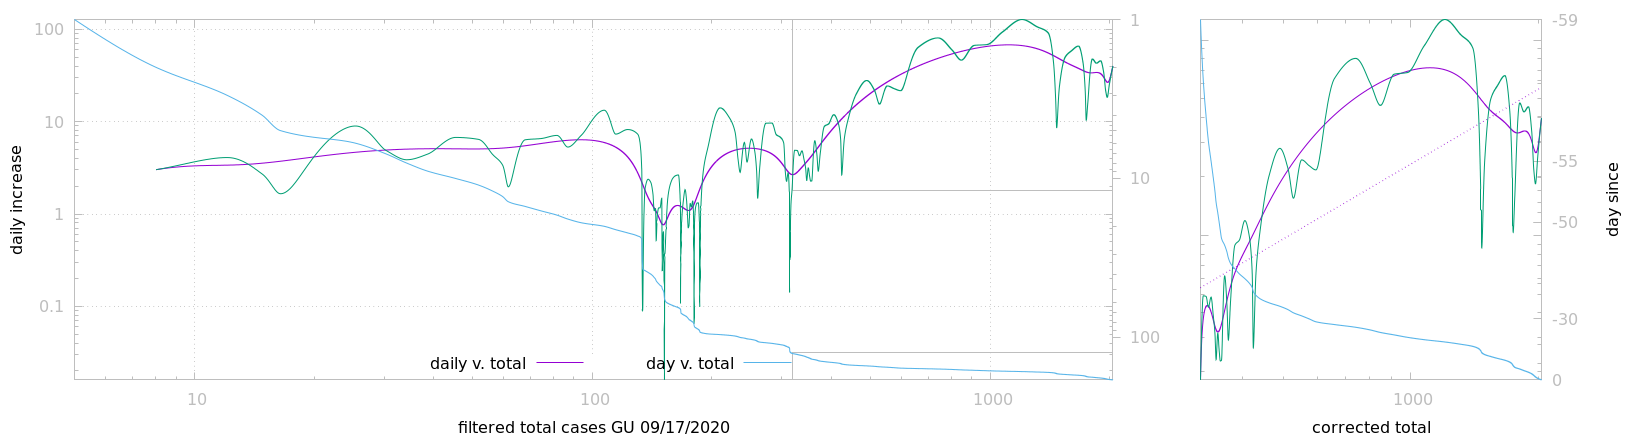 100
10
1
0.1
daily increase
daily v. total
day v. total
10
100
1000
filtered total cases GU 09/17/2020
1
10
100
1000
corrected total
-59
-55
-50
-30
0
day since